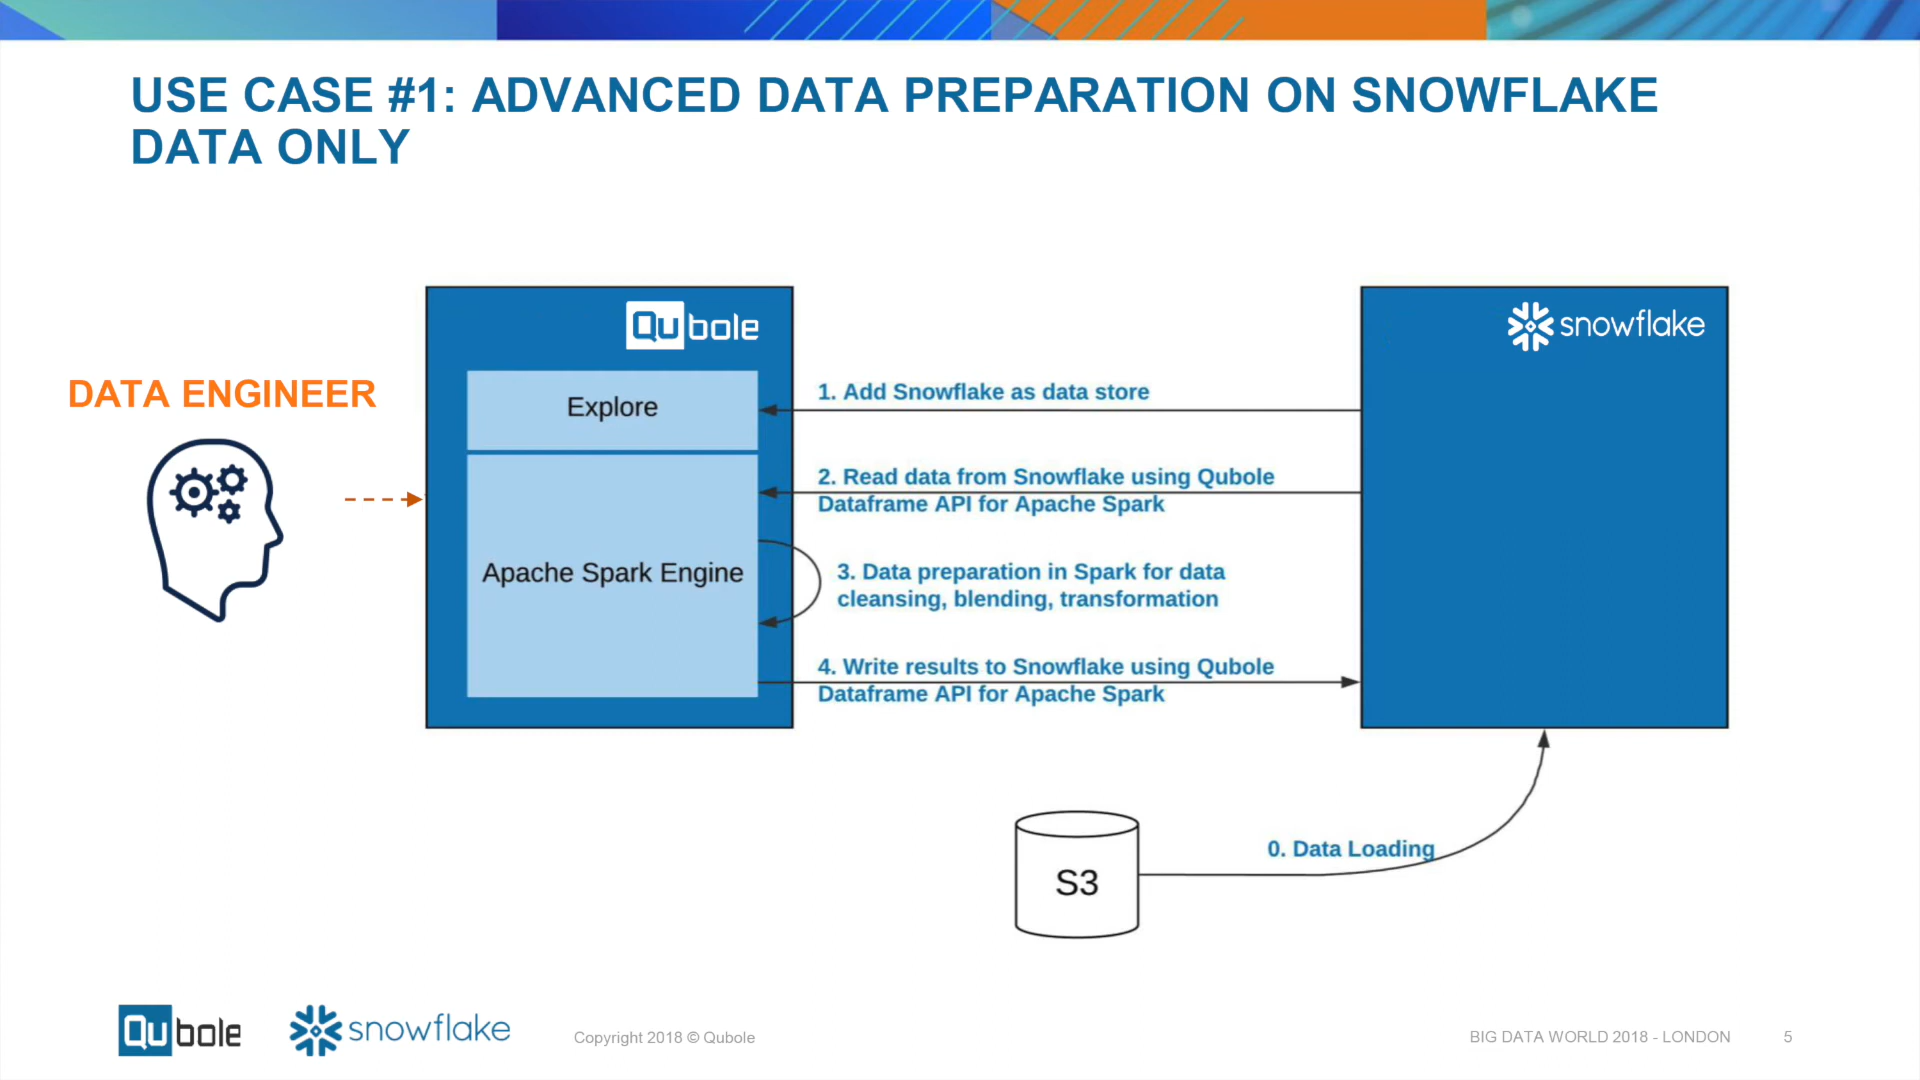 USE CASE #1: ADVANCED DATA PREPARATION ON SNOWFLAKE
DATA ONLY
DATA ENGINEER
Qubole
Explore
Apache Spark Engine
1. Add Snowflake as data store
2. Read data from Snowflake using Qubole
Dataframe API for Apache Spark
3. Data preparation in Spark for data
cleansing, blending, transformation
4. Write results to Snowflake using Qubole
Dataframe API for Apache Spark
snowflake
S3
0. Data Loading
Qubole
snowflake
Copyright 2018 © Qubole
BIG DATA WORLD 2018 - LONDON
5